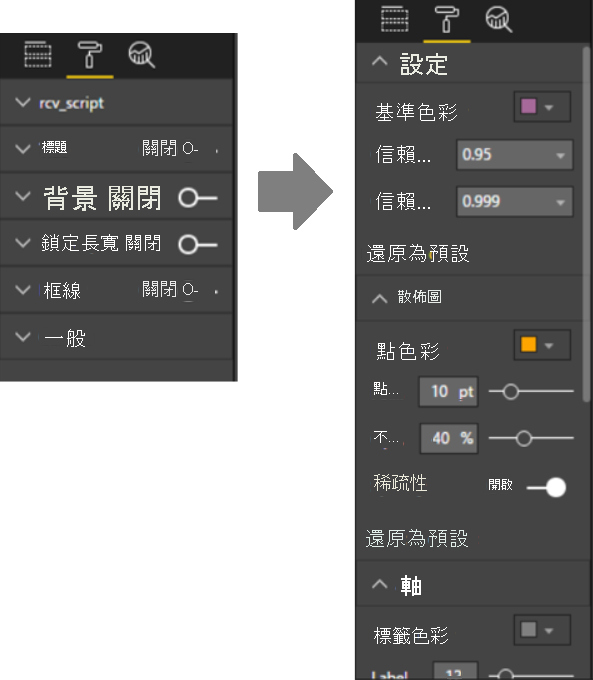 rcv_script
標題 關閉
背景 關閉
鎖定長寬 關閉
框線 關閉
一般
設定
基準色彩
信賴... 0.95
信賴... 0.999
還原為預設
散佈圖
點色彩
點... 10 pt
不... 40 %
稀疏性 開啟
還原為預設
軸
標籤色彩
Label 12